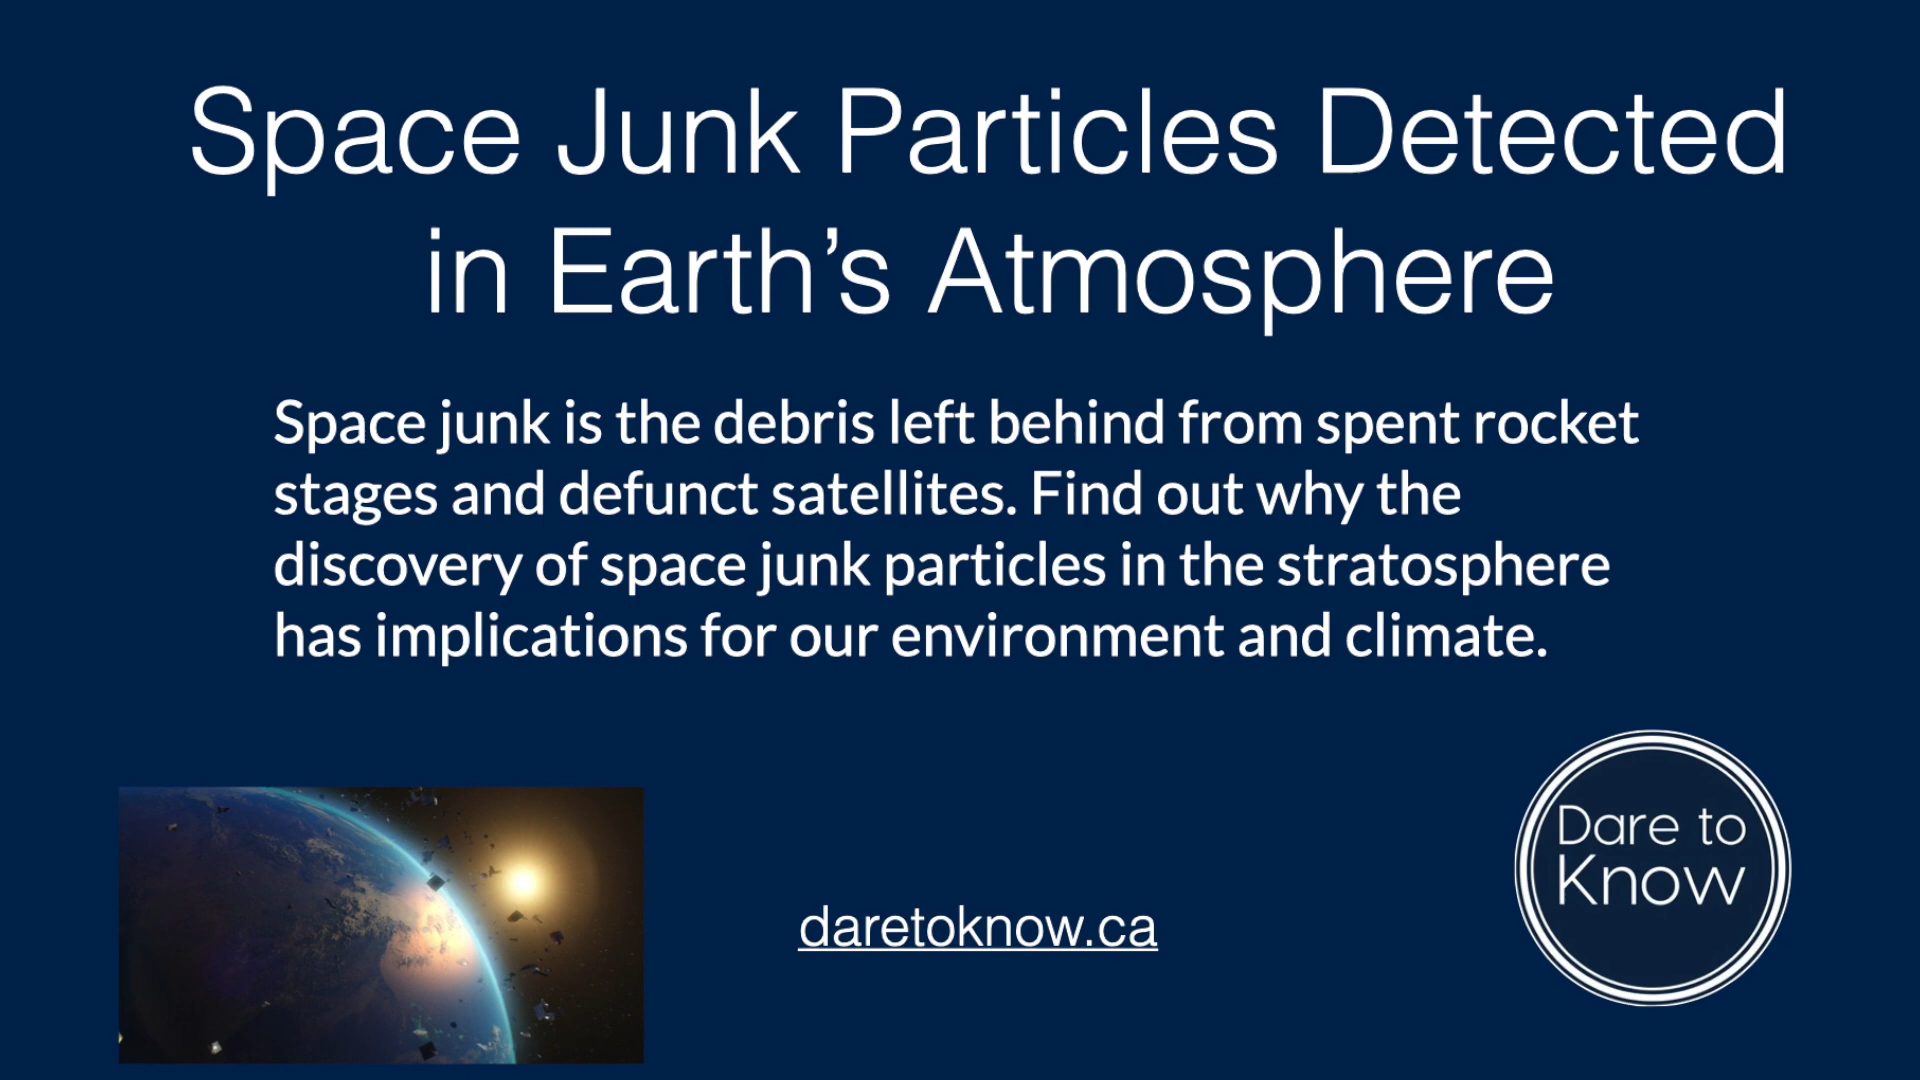 Space Junk Particles Detected
in Earth’s Atmosphere
Space junk is the debris left behind from spent rocket
stages and defunct satellites. Find out why the
discovery of space junk particles in the stratosphere
has implications for our environment and climate.
Dare to
Know
daretoknow.ca